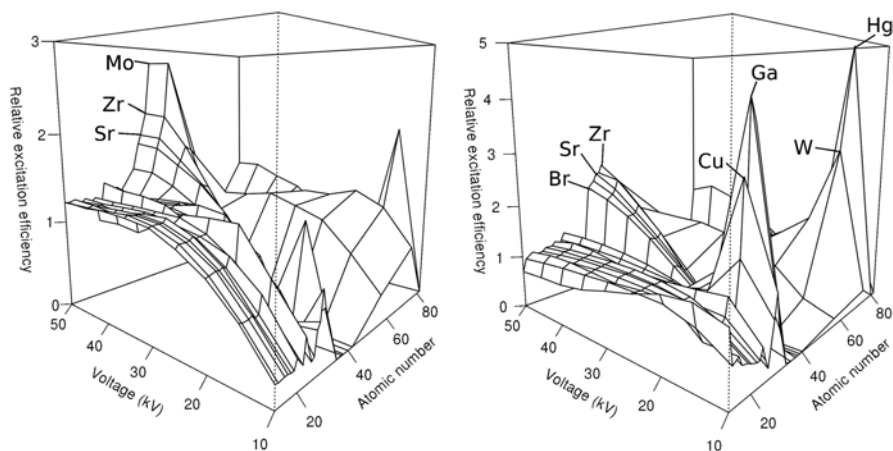 3
2
1
0
Relative excitation efficiency
Mo
Zr
Sr
50
40
30
20
10
Voltage (kV)
20
40
60
80
Atomic number
5
4
3
2
1
0
Relative excitation efficiency
Hg
Ga
W
Cu
Zr
Sr
Br
50
40
30
20
10
Voltage (kV)
20
40
60
80
Atomic number